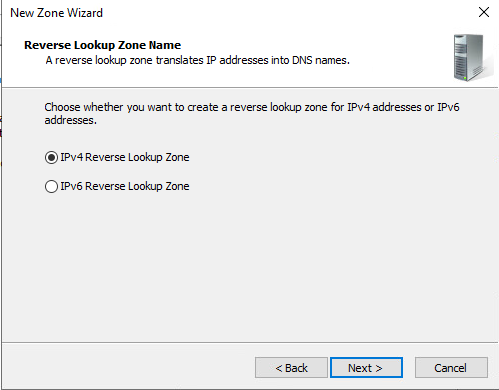 New Zone Wizard
Reverse Lookup Zone Name
A reverse lookup zone translates IP addresses into DNS names.
Choose whether you want to create a reverse lookup zone for IPv4 addresses or IPv6
addresses.
IPv4 Reverse Lookup Zone
IPv6 Reverse Lookup Zone
< Back Next > Cancel